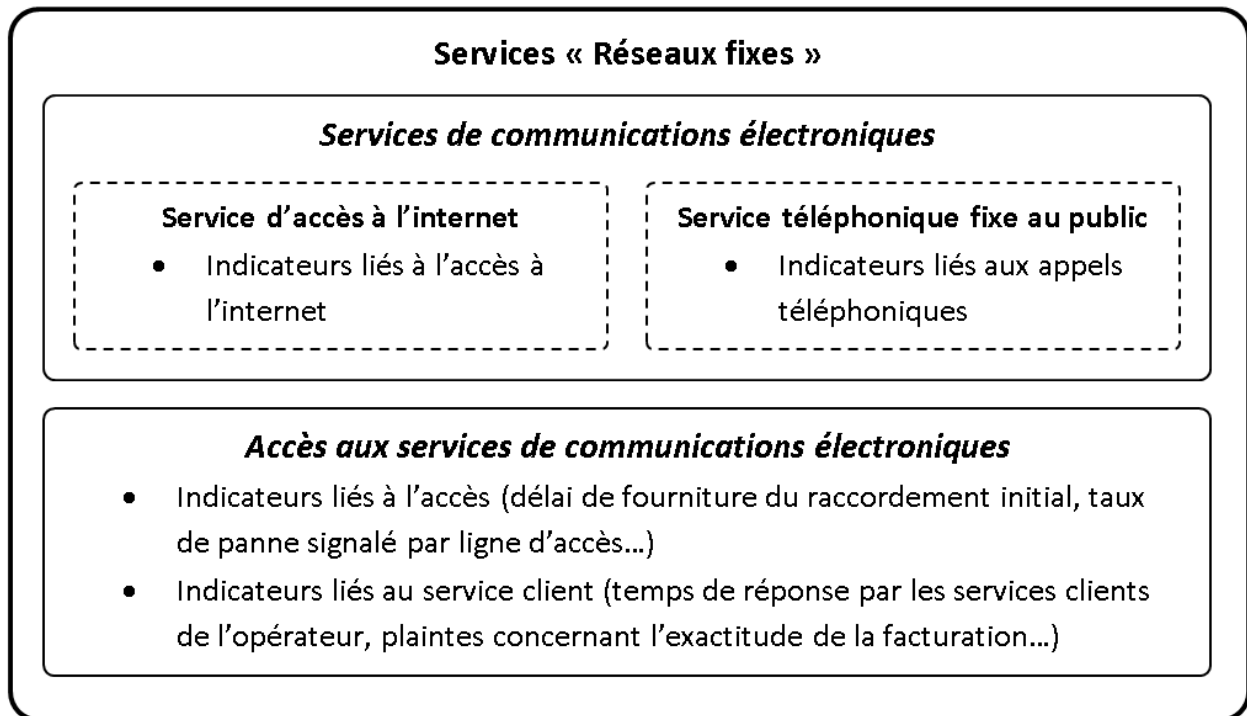 Services « Réseaux fixes »
Services de communications électroniques
Service d’accès à l’internet
• Indicateurs liés à l’accès à
l’internet
Service téléphonique fixe au public
• Indicateurs liés aux appels
téléphoniques
Accès aux services de communications électroniques
• Indicateurs liés à l’accès (délai de fourniture du raccordement initial, taux
de panne signalé par ligne d’accès…)
• Indicateurs liés au service client (temps de réponse par les services clients
de l’opérateur, plaintes concernant l’exactitude de la facturation…)